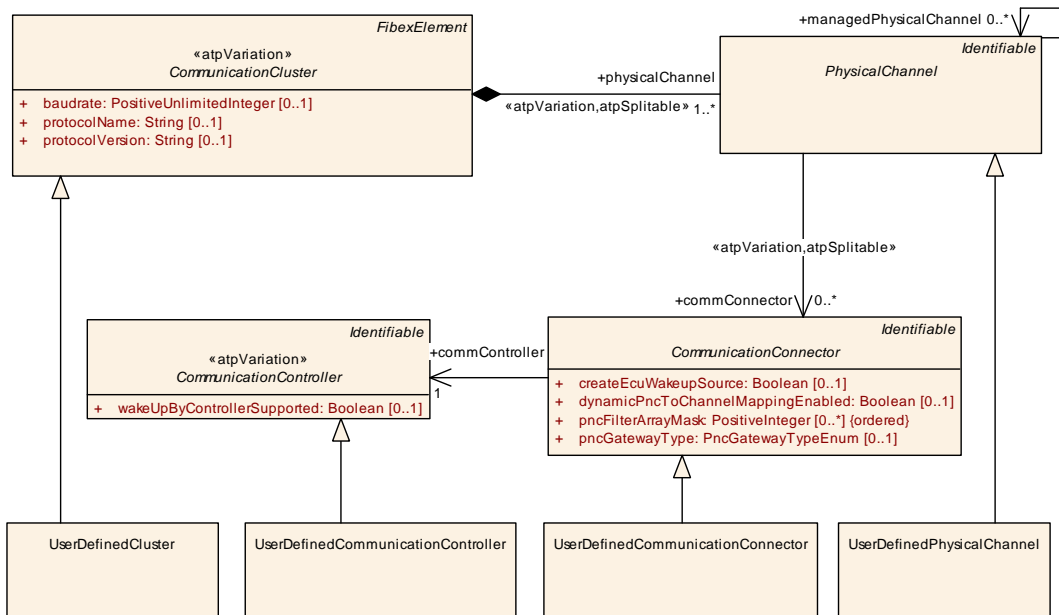 +managedPhysicalChannel 0..*
FibexElement
«atpVariation»
CommunicationCluster
+ baudrate: PositiveUnlimitedInteger [0..1]
+ protocolName: String [0..1]
+ protocolVersion: String [0..1]
+physicalChannel
«atpVariation,atpSplitable» 1..*
Identifiable
PhysicalChannel
«atpVariation,atpSplitable»
+commConnector 0..*
Identifiable
«atpVariation»
CommunicationController
+ wakeUpByControllerSupported: Boolean [0..1]
+commController
1
Identifiable
CommunicationConnector
+ createEcuWakeupSource: Boolean [0..1]
+ dynamicPncToChannelMappingEnabled: Boolean [0..1]
+ pncFilterArrayMask: PositiveInteger [0..*] {ordered}
+ pncGatewayType: PncGatewayTypeEnum [0..1]
UserDefinedCluster
UserDefinedCommunicationController
UserDefinedCommunicationConnector
UserDefinedPhysicalChannel